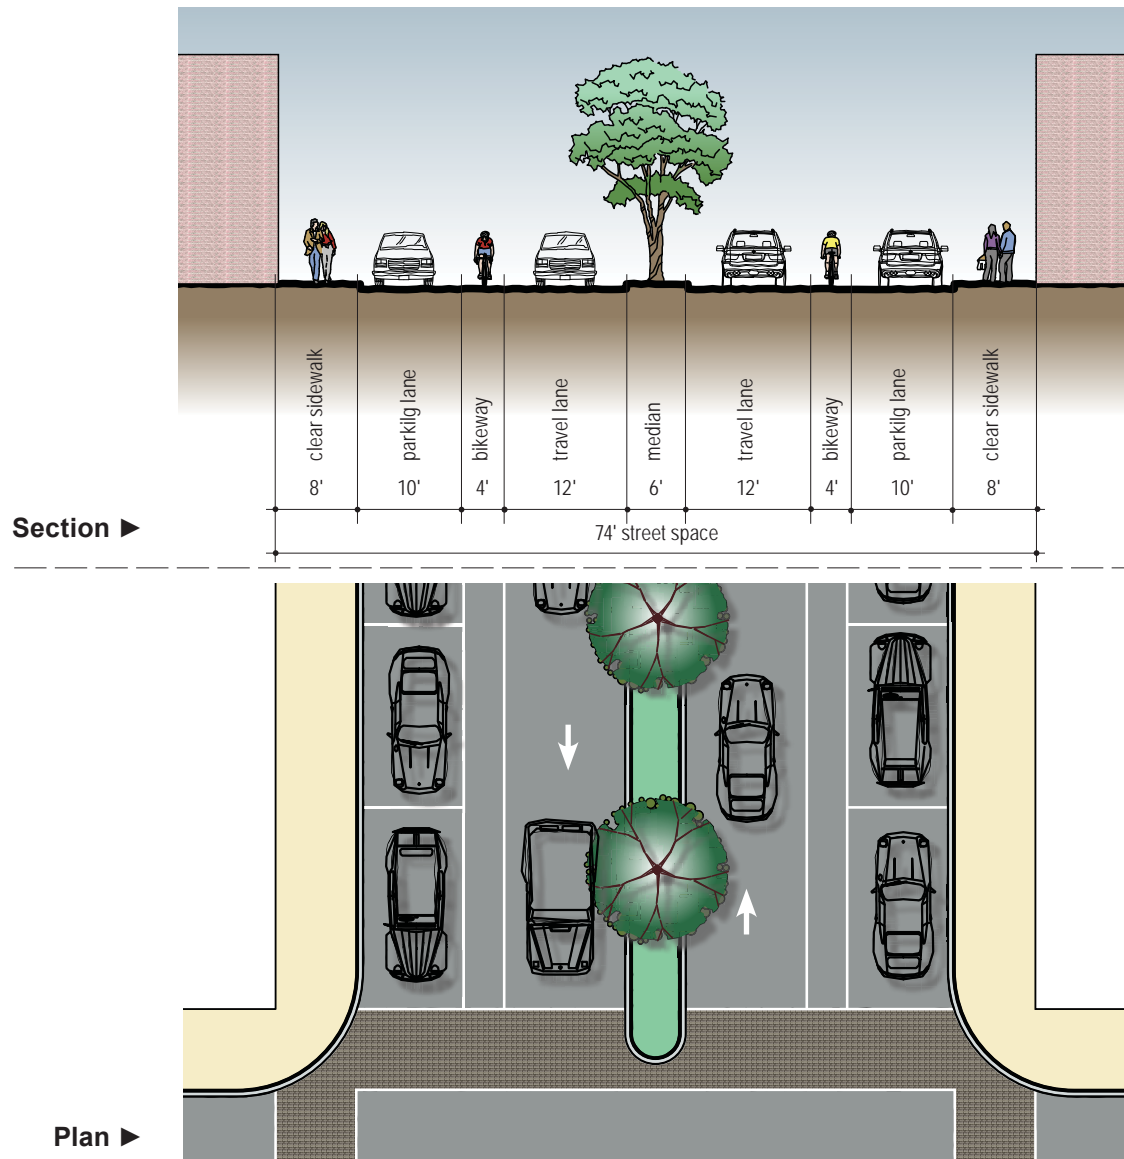 clear sidewalk
parkilg lane
bikeway
travel lane
median
travel lane
bikeway
parkilg lane
clear sidewalk
8'
10'
4'
12'
6'
12'
4'
10'
8'
Section ►
74' street space
Plan ►